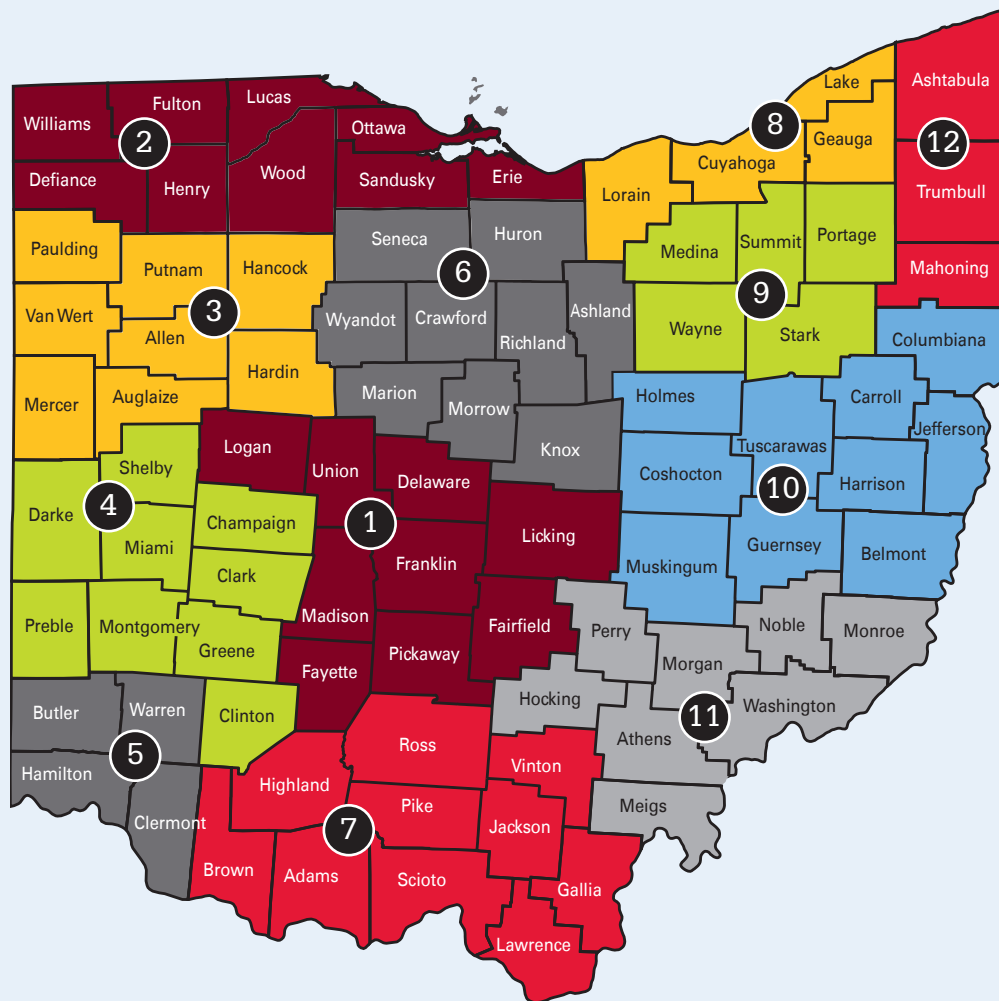 Lake
Ashtabula
Lucas
Fulton
Williams
Ottawa
2
8
12
Geauga
Cuyahoga
Wood
Defiance
Henry
Sandusky
Erie
Lorain
Trumbull
Paulding
Seneca
Huron
Medina
Summit
Portage
Putnam
Hancock
6
Mahoning
9
3
Van Wert
Wyandot
Crawford
Ashland
Allen
Richland
Wayne
Stark
Columbiana
Hardin
Mercer
Auglaize
Marion
Morrow
Holmes
Carroll
Jefferson
Logan
Knox
Tuscarawas
Shelby
Union
Delaware
Coshocton
Harrison
10
4
Darke
Champaign
1
Licking
Miami
Guernsey
Belmont
Franklin
Muskingum
Clark
Madison
Preble
Montgomery
Fairfield
Perry
Noble
Monroe
Greene
Pickaway
Morgan
Fayette
Hocking
Washington
Butler
Warren
Clinton
11
Athens
5
Ross
Hamilton
Vinton
Highland
Pike
Meigs
Clermont
7
Jackson
Brown
Adams
Scioto
Gallia
Lawrence